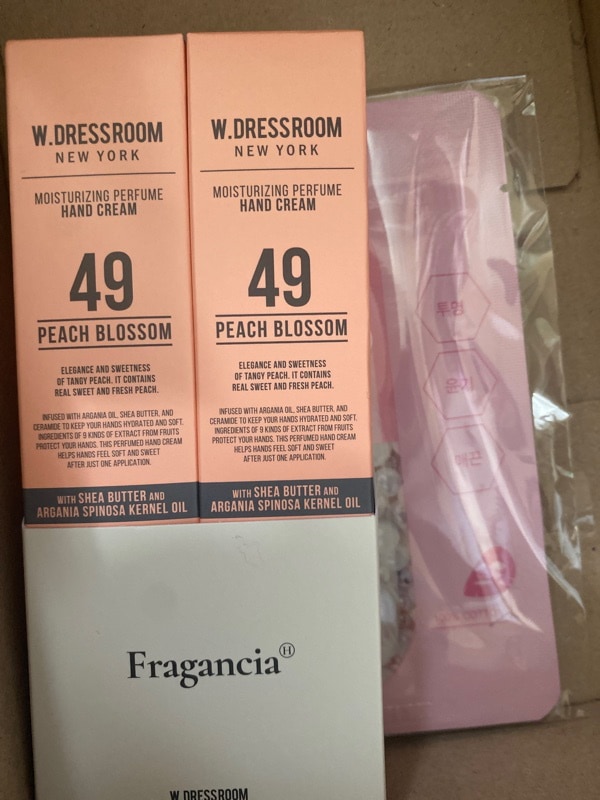 W.DRESSROOM
NEW YORK
MOISTURIZING PERFUME
HAND CREAM
49
PEACH BLOSSOM
ELEGANCE AND SWEETNESS
OF TANGY PEACH. IT CONTAINS
REAL SWEET AND FRESH PEACH.
INFUSED WITH ARGANIA OIL, SHEA BUTTER, AND
CERAMIDE TO KEEP YOUR HANDS HYDRATED AND SOFT.
INGREDIENTS OF 9 KINDS OF EXTRACT FROM FRUITS
PROTECT YOUR HANDS. THIS PERFUMED HAND CREAM
HELPS HANDS FEEL SOFT AND SWEET
AFTER JUST ONE APPLICATION.
WITH SHEA BUTTER AND
ARGANIA SPINOSA KERNEL OIL
W.DRESSROOM
NEW YORK
MOISTURIZING PERFUME
HAND CREAM
49
PEACH BLOSSOM
ELEGANCE AND SWEETNESS
OF TANGY PEACH. IT CONTAINS
REAL SWEET AND FRESH PEACH.
INFUSED WITH ARGANIA OIL, SHEA BUTTER, AND
CERAMIDE TO KEEP YOUR HANDS HYDRATED AND SOFT.
INGREDIENTS OF 9 KINDS OF EXTRACT FROM FRUITS
PROTECT YOUR HANDS. THIS PERFUMED HAND CREAM
HELPS HANDS FEEL SOFT AND SWEET
AFTER JUST ONE APPLICATION.
WITH SHEA BUTTER AND
ARGANIA SPINOSA KERNEL OIL
투명
윤기
매끈
Fragancia Ⓗ
W.DRESSROOM